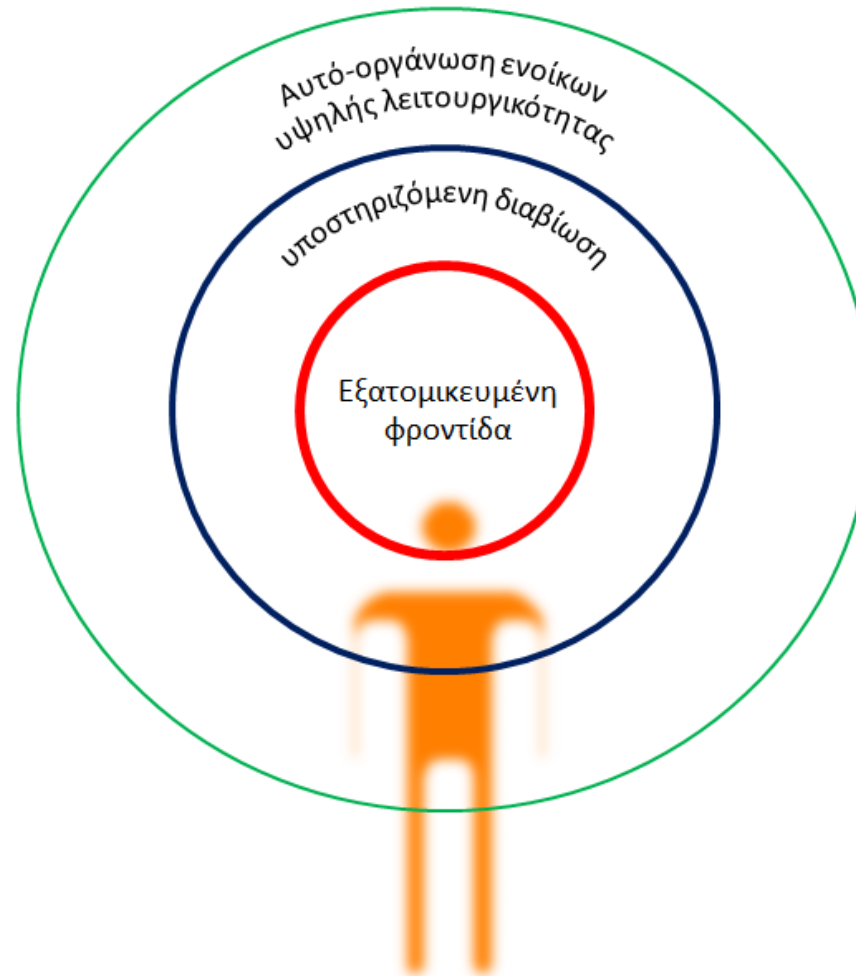 Αυτό-οργάνωση ενοίκων
υψηλής λειτουργικότητας
υποστηριζόμενη διαβίωση
Εξατομικευμένη
φροντίδα